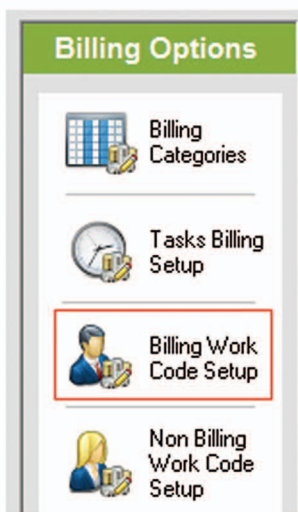 Billing Options
Billing
Categories
Tasks Billing
Setup
Billing Work
Code Setup
Non Billing
Work Code
Setup